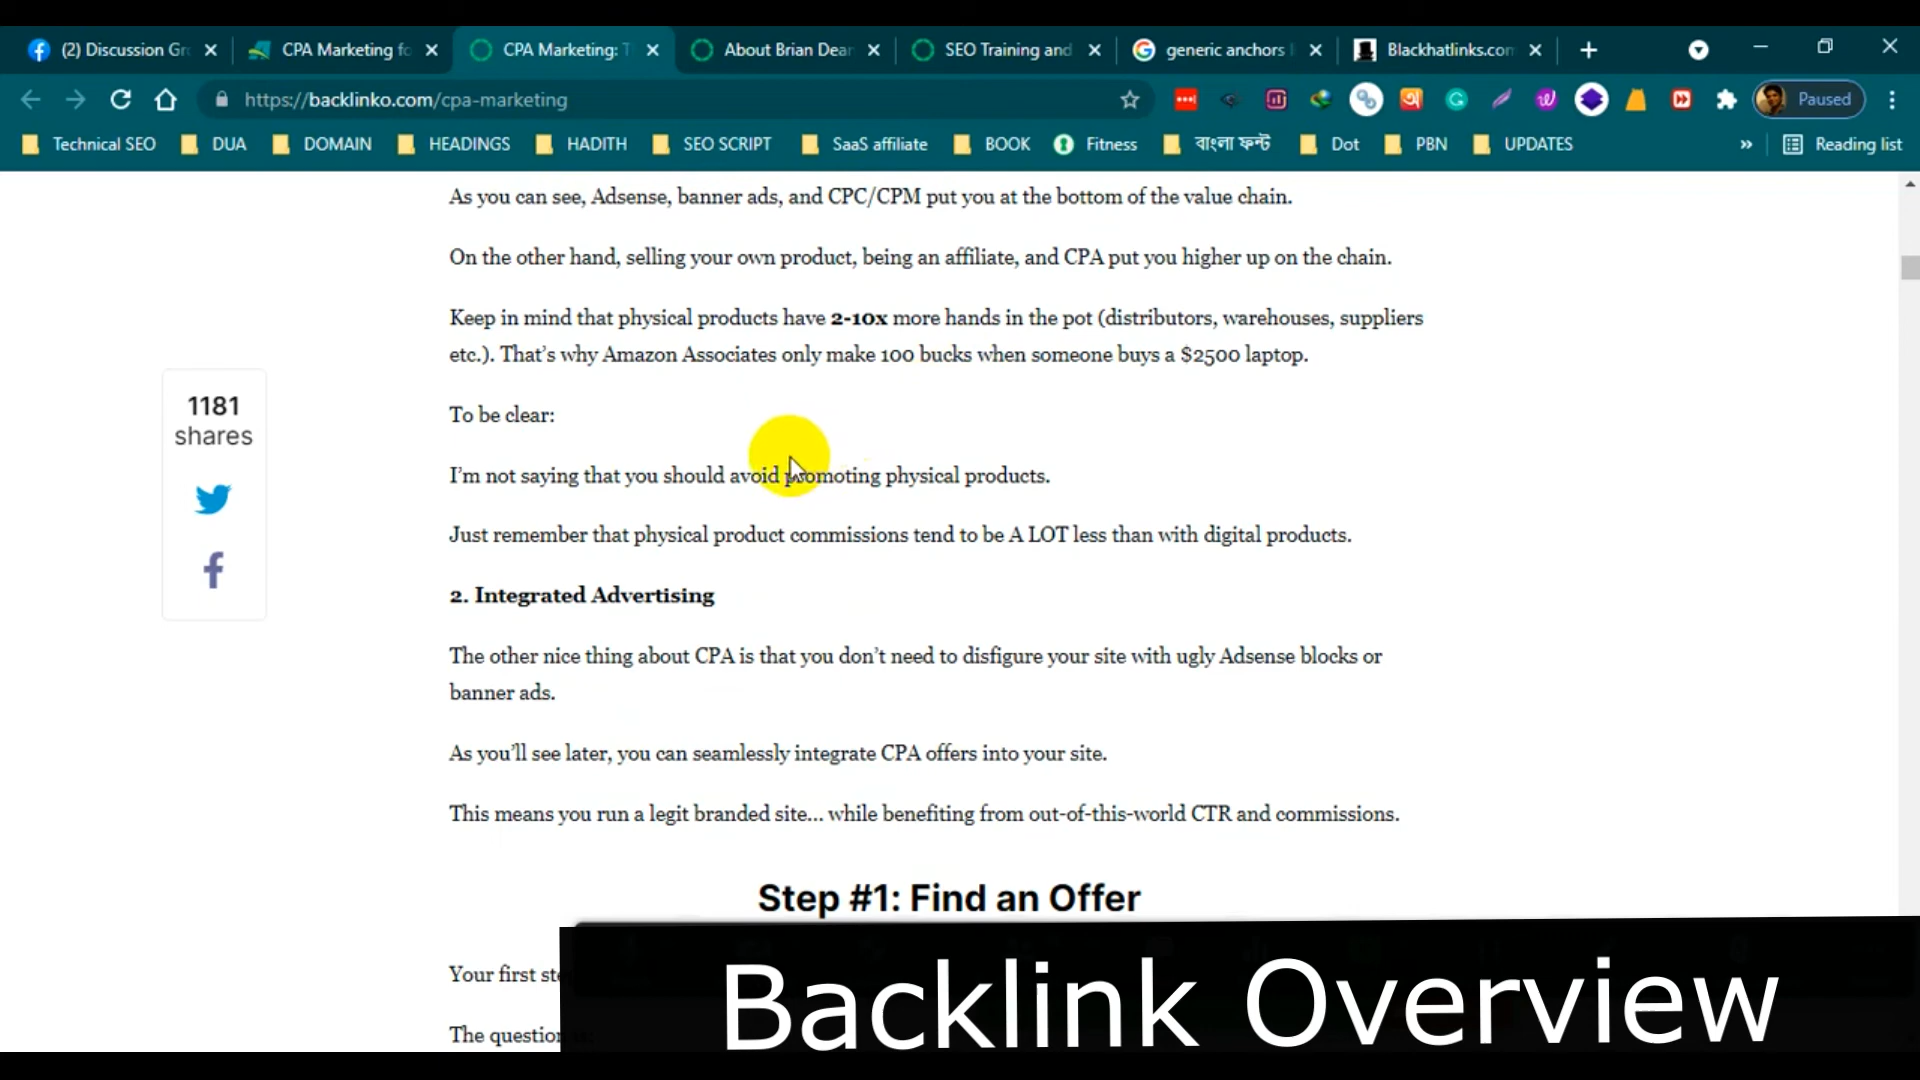 (2) Discussion Gr
CPA Marketing fo
CPA Marketing: T
About Brian Dean
SEO Training and
generic anchors l
Blackhatlinks.com
https://backlinko.com/cpa-marketing
Paused
Technical SEO
DUA
DOMAIN
HEADINGS
HADITH
SEO SCRIPT
SaaS affiliate
BOOK
Fitness
বাংলা ফন্ট
Dot
PBN
UPDATES
»
Reading list
As you can see, Adsense, banner ads, and CPC/CPM put you at the bottom of the value chain.
On the other hand, selling your own product, being an affiliate, and CPA put you higher up on the chain.
Keep in mind that physical products have 2-10x more hands in the pot (distributors, warehouses, suppliers
etc.). That’s why Amazon Associates only make 100 bucks when someone buys a $2500 laptop.
1181
shares
To be clear:
I’m not saying that you should avoid promoting physical products.
Just remember that physical product commissions tend to be A LOT less than with digital products.
2. Integrated Advertising
The other nice thing about CPA is that you don’t need to disfigure your site with ugly Adsense blocks or
banner ads.
As you’ll see later, you can seamlessly integrate CPA offers into your site.
This means you run a legit branded site... while benefiting from out-of-this-world CTR and commissions.
Step #1: Find an Offer
Your first ste
The question
Backlink Overview